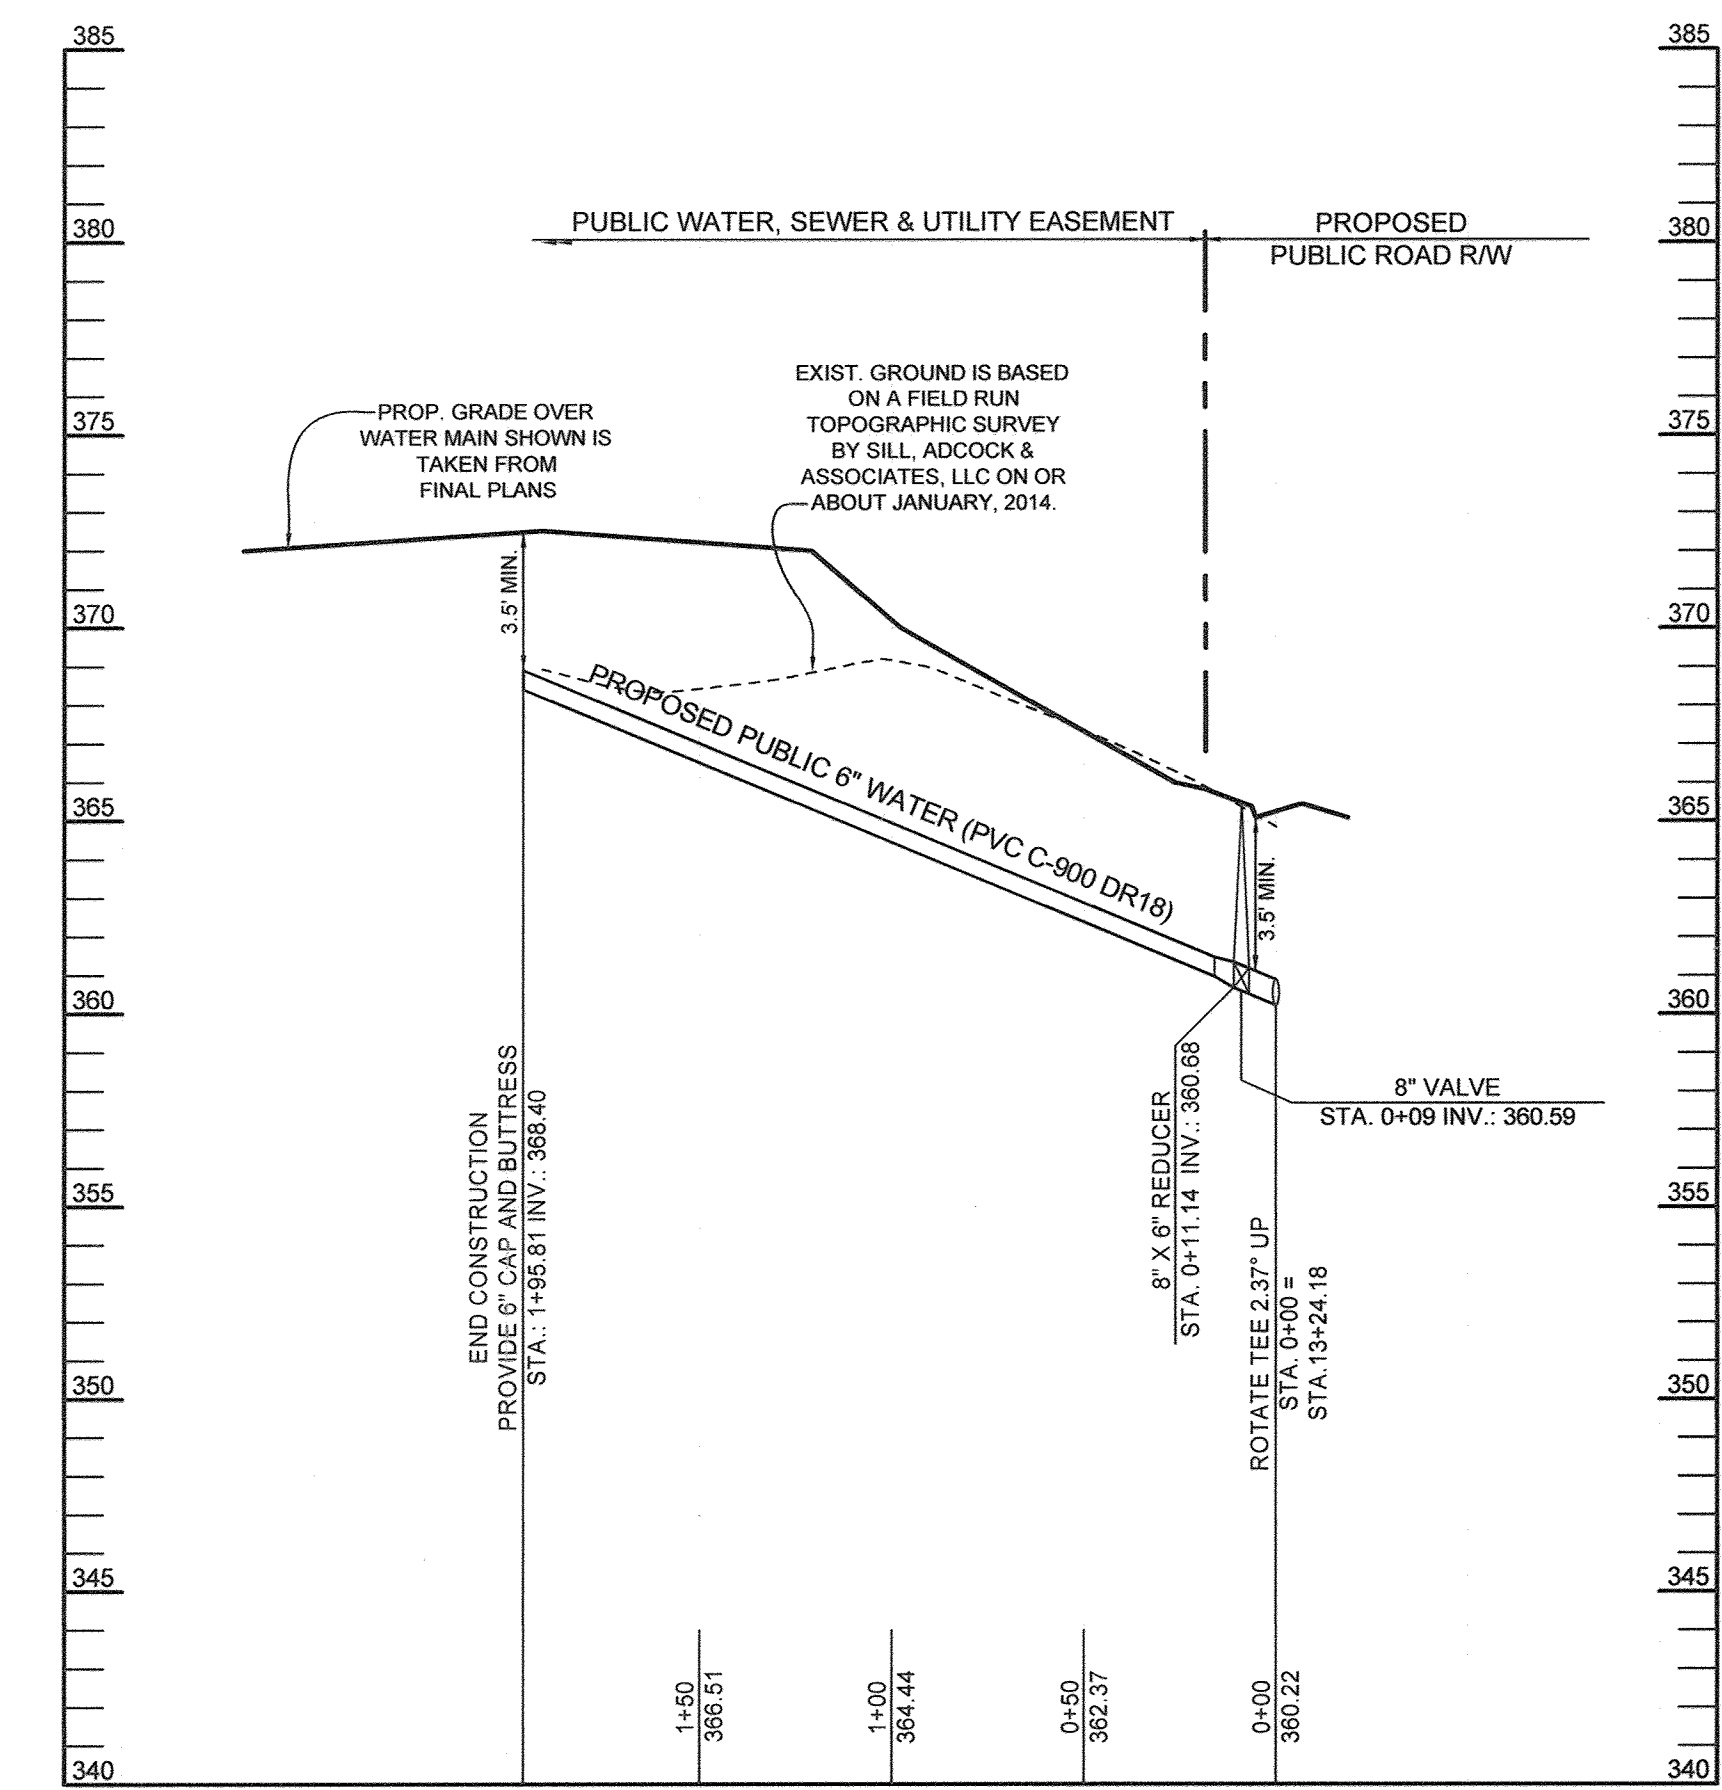 385
380
375
370
365
360
355
350
345
340
385
380
375
370
365
360
355
350
345
340
PUBLIC WATER, SEWER & UTILITY EASEMENT
PROPOSED
PUBLIC ROAD R/W
PROP. GRADE OVER
WATER MAIN SHOWN IS
TAKEN FROM
FINAL PLANS
EXIST. GROUND IS BASED
ON A FIELD RUN
TOPOGRAPHIC SURVEY
BY SILL, ADCOCK &
ASSOCIATES, LLC ON OR
ABOUT JANUARY, 2014.
3.5' MIN.
PROPOSED PUBLIC 6" WATER (PVC C-900 DR18)
3.5' MIN.
END CONSTRUCTION
PROVIDE 6" CAP AND BUTTRESS
STA.: 1+95.81 INV.: 368.40
8" X 6" REDUCER
STA. 0+11.14 INV.: 360.68
8" VALVE
STA. 0+09 INV.: 360.59
ROTATE TEE 2.37° UP
STA. 0+00 =
STA.13+24.18
1+50
366.51
1+00
364.44
0+50
362.37
0+00
360.22